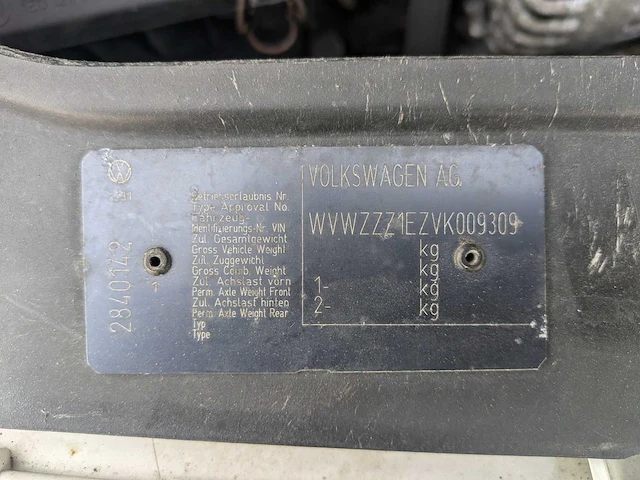 VOLKSWAGEN AG
WVWZZZ1EZVK009309
Betriebserlaubnis Nr.
Type Approval No.
Fahrzeug-
Identifizierungs-Nr. VIN
Zul. Gesamtgewicht
Gross Vehicle Weight
Zul. Zuggewicht
Gross Comb. Weight
Zul. Achslast vorn
Perm. Axle Weight Front
Zul. Achslast hinten
Perm. Axle Weight Rear
Typ
Type
kg
kg
1- kg
2- kg
2840142
1